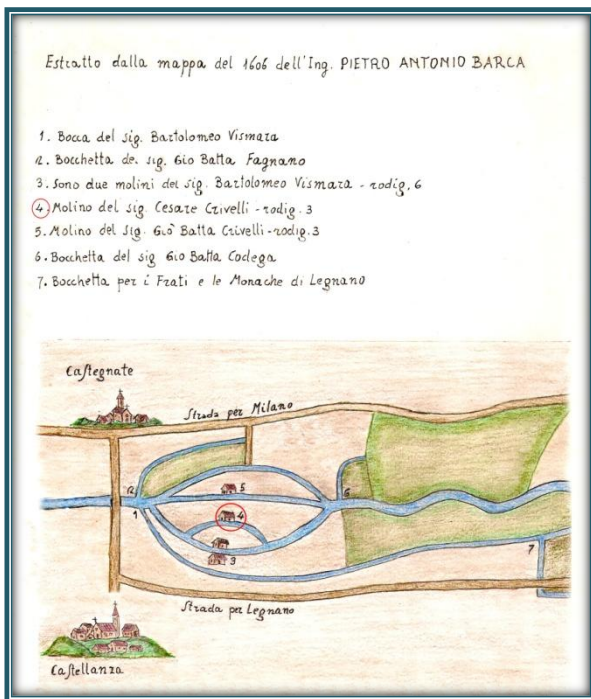 Estratto dalla mappa del 1606 dell'Ing. PIETRO ANTONIO BARCA
1. Bocca del sig. Bartolomeo Vismara
2. Bocchetta del sig. Gio Batta Fagnano
3. Sono due molini del sig. Bartolomeo Vismara - rodig. 6
4. Molino del sig. Cesare Crivelli - rodig. 3
5. Molino del sig. Giò Batta Crivelli - rodig. 3
6. Bocchetta del sig Gio Batta Codega
7. Bocchetta per i Frati e le Monache di Legnano
Castegnate
Strada per Milano
2
5
6
1
4
3
7
Strada per Legnano
Castellanza